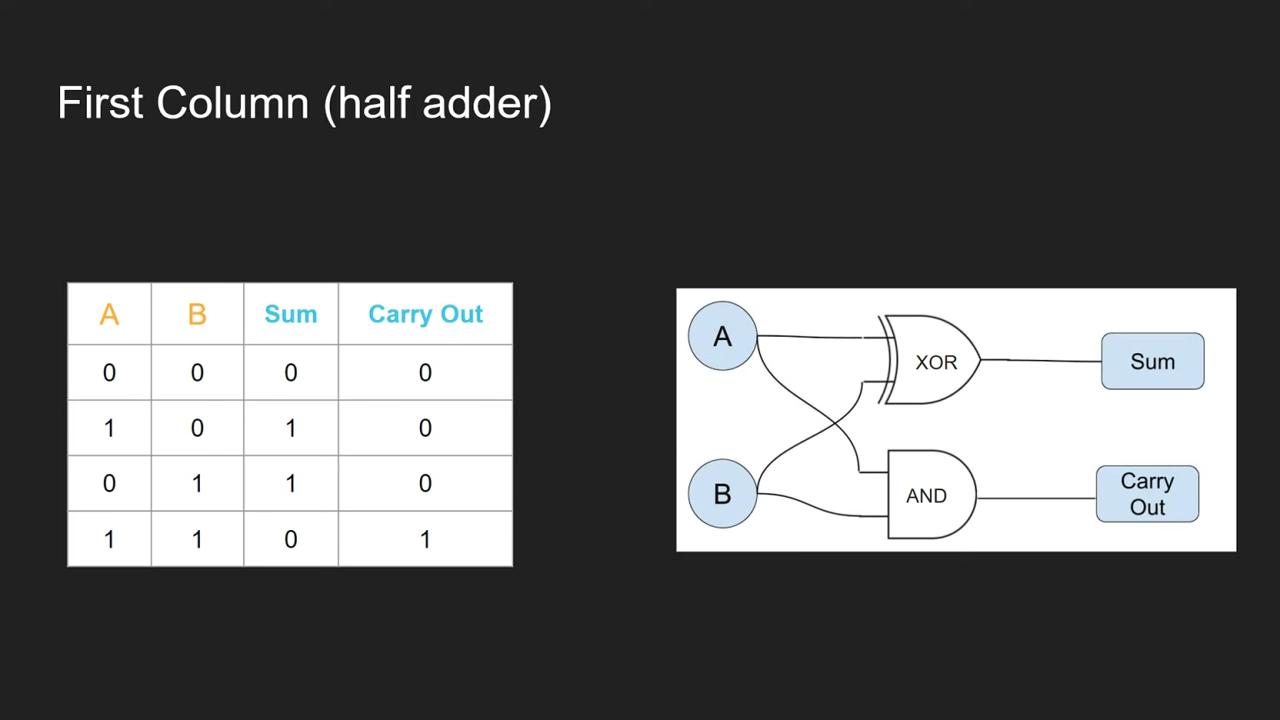 First Column (half adder)
A B Sum Carry Out
0 0 0 0
1 0 1 0
0 1 1 0
1 1 0 1
A
XOR
Sum
B
AND
Carry
Out